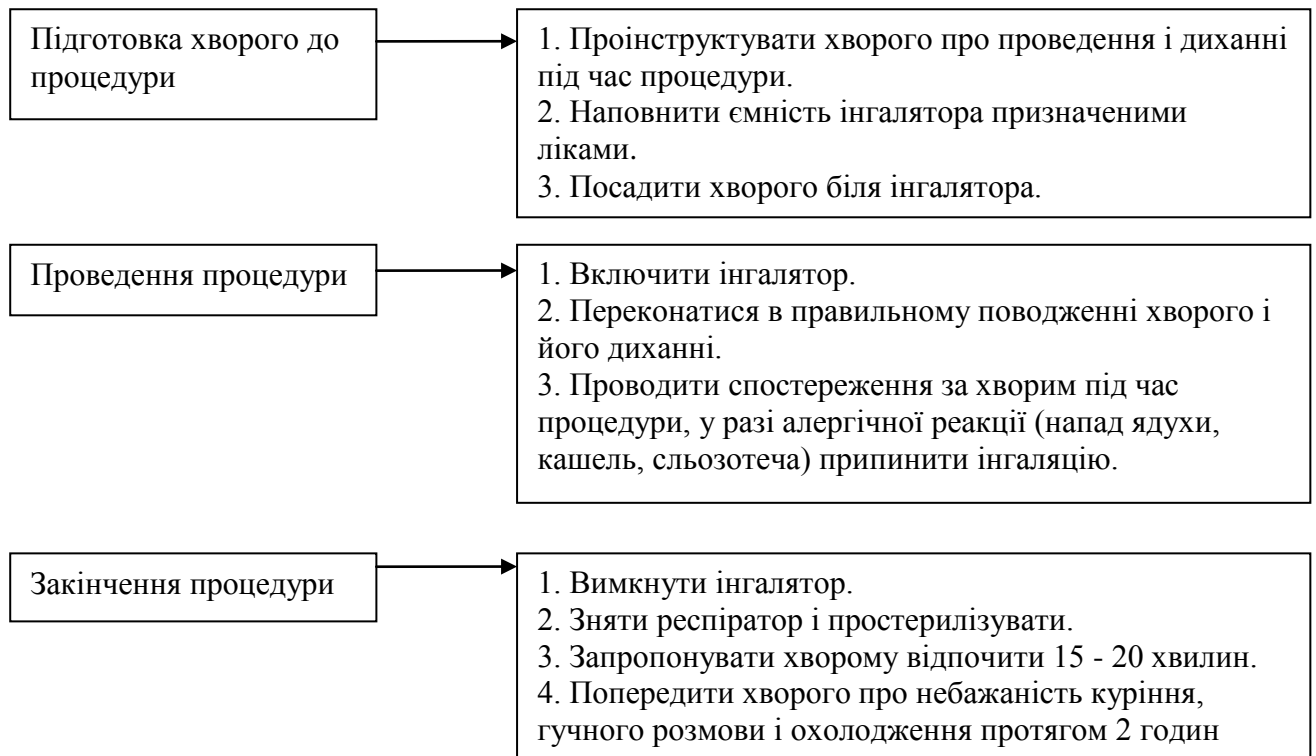 Підготовка хворого до
процедури
1. Проінструктувати хворого про проведення і диханні
під час процедури.
2. Наповнити ємність інгалятора призначеними
ліками.
3. Посадити хворого біля інгалятора.
Проведення процедури
1. Включити інгалятор.
2. Переконатися в правильному поводженні хворого і
його диханні.
3. Проводити спостереження за хворим під час
процедури, у разі алергічної реакції (напад ядухи,
кашель, сльозотеча) припинити інгаляцію.
Закінчення процедури
1. Вимкнути інгалятор.
2. Зняти респіратор і простерилізувати.
3. Запропонувати хворому відпочити 15 - 20 хвилин.
4. Попередити хворого про небажаність куріння,
гучного розмови і охолодження протягом 2 годин